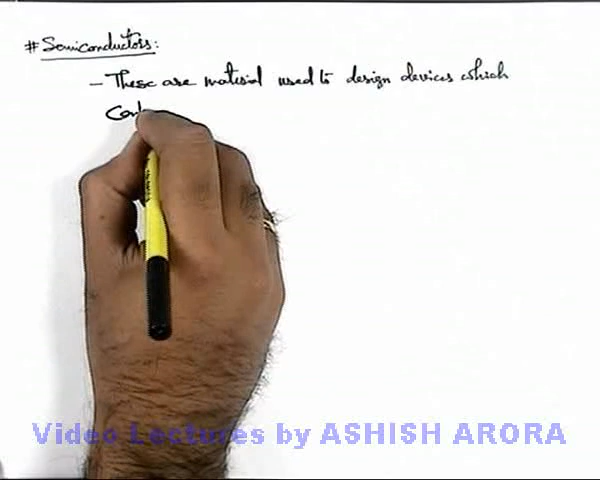 # Semiconductors:
- These are material used to design devices which
Video Lectures by ASHISH ARORA